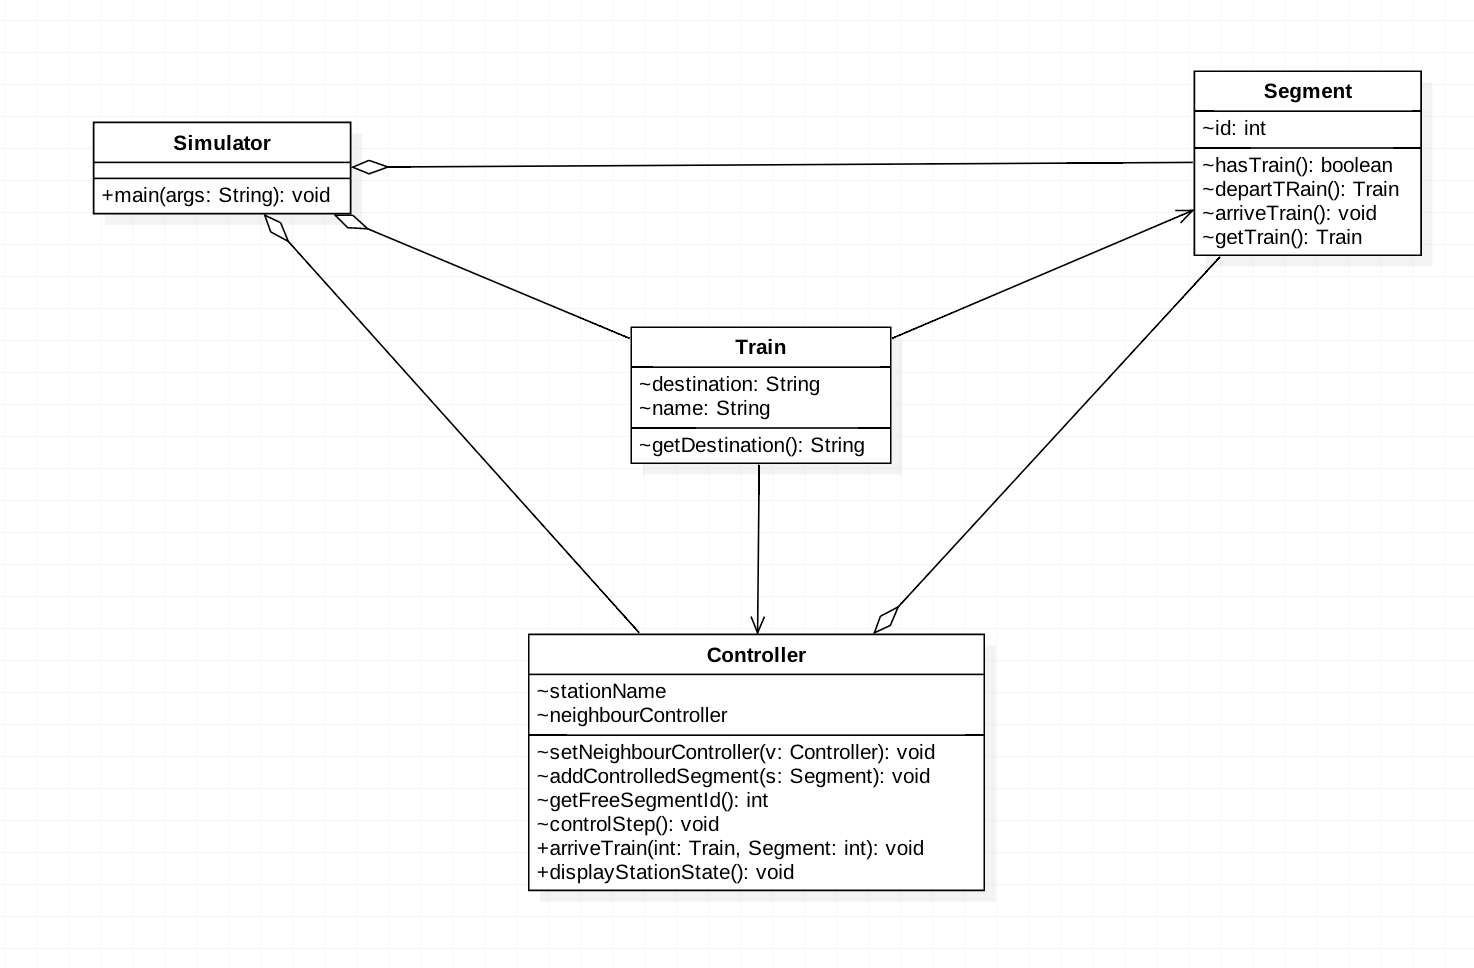 Simulator
+main(args: String): void
Segment
~id: int
~hasTrain(): boolean
~departTRain(): Train
~arriveTrain(): void
~getTrain(): Train
Train
~destination: String
~name: String
~getDestination(): String
Controller
~stationName
~neighbourController
~setNeighbourController(v: Controller): void
~addControlledSegment(s: Segment): void
~getFreeSegmentId(): int
~controlStep(): void
+arriveTrain(int: Train, Segment: int): void
+displayStationState(): void